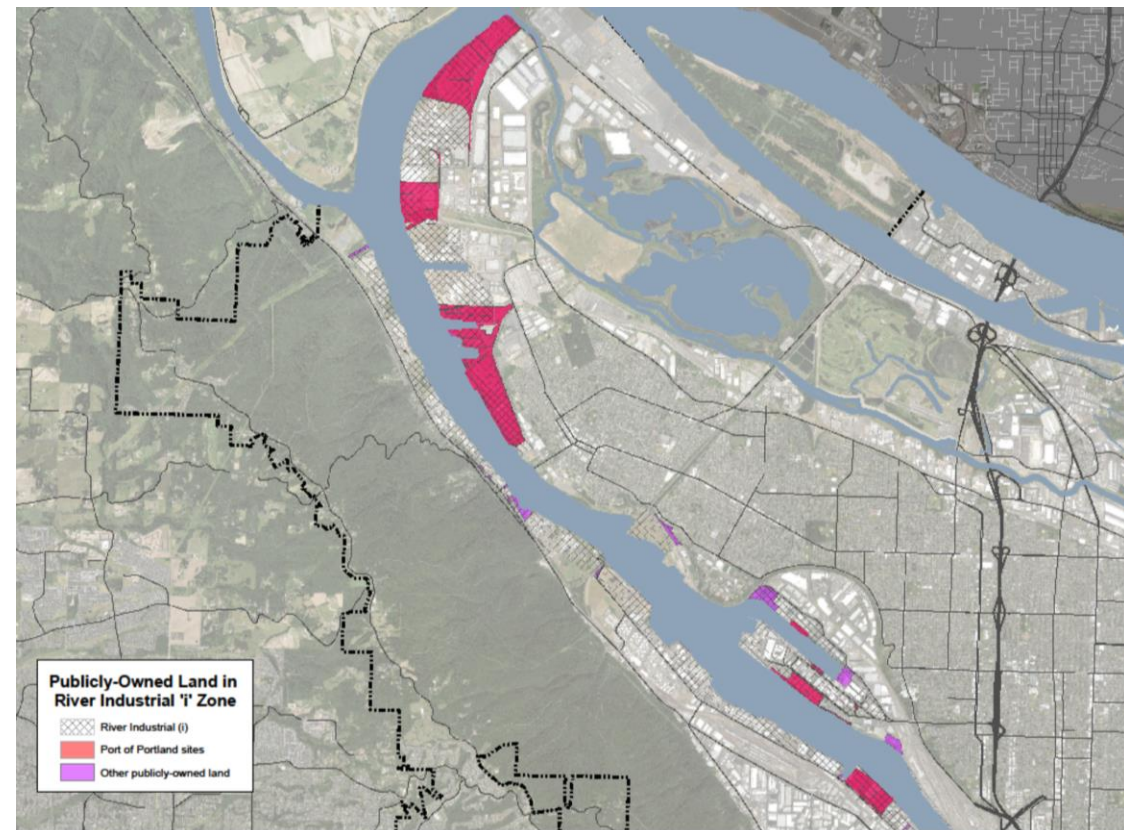 Publicly-Owned Land in
River Industrial 'i' Zone
River Industrial (i)
Port of Portland sites
Other publicly-owned land